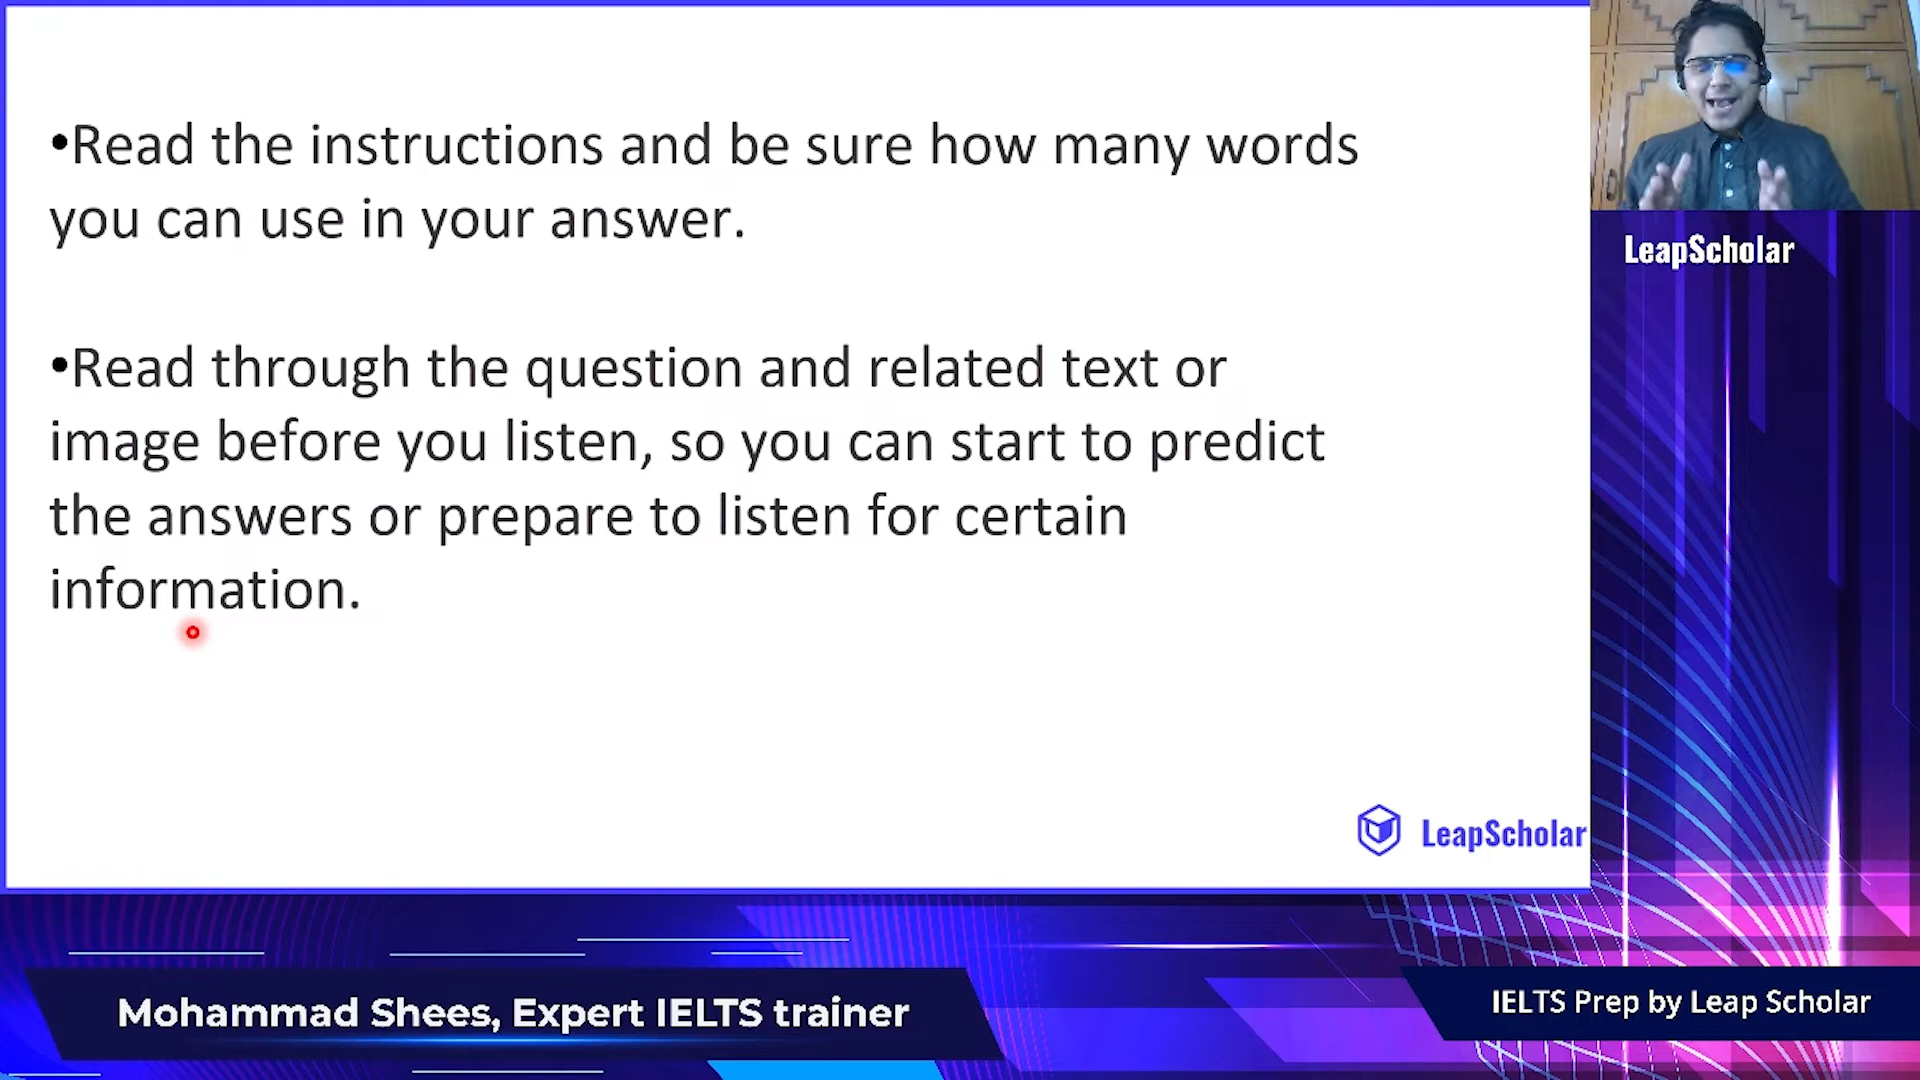 •Read the instructions and be sure how many words
you can use in your answer.
•Read through the question and related text or
image before you listen, so you can start to predict
the answers or prepare to listen for certain
information.
LeapScholar
LeapScholar
Mohammad Shees, Expert IELTS trainer
IELTS Prep by Leap Scholar